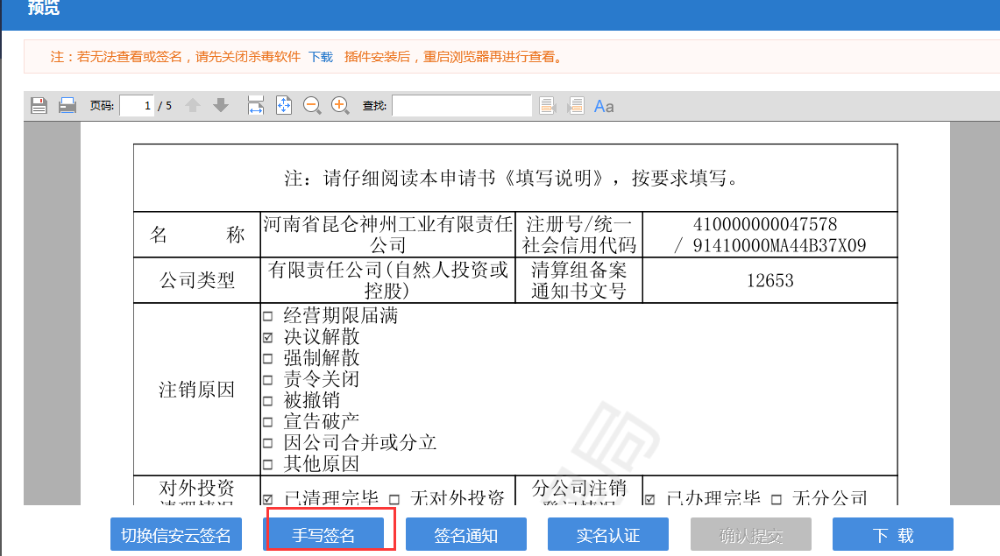 预览
注：若无法查看或签名，请先关闭杀毒软件 下载 插件安装后，重启浏览器再进行查看。
页码: 1 / 5 查找: Aa
注：请仔细阅读本申请书《填写说明》，按要求填写。
名 称
河南省昆仑神州工业有限责任
公司
注册号/统一
社会信用代码
410000000047578
/ 91410000MA44B37X09
公司类型
有限责任公司(自然人投资或
控股)
清算组备案
通知书文号
12653
注销原因
□ 经营期限届满
☑ 决议解散
□ 强制解散
□ 责令关闭
□ 被撤销
□ 宣告破产
□ 因公司合并或分立
□ 其他原因
对外投资
清理情况
☑ 已清理完毕 □ 无对外投资
分公司注销
登记情况
☑ 已办理完毕 □ 无分公司
局
切换信安云签名 手写签名 签名通知 实名认证 确认提交 下 载